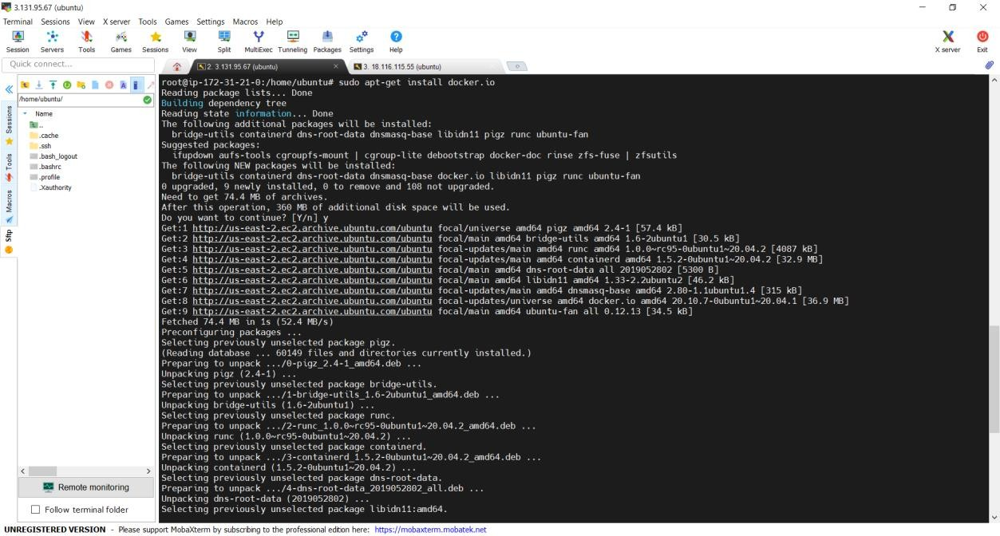 3.131.95.67 (ubuntu)
Terminal Sessions View X server Tools Games Settings Macros Help
Session Servers Tools Games Sessions View Split MultiExec Tunneling Packages Settings Help X server Exit
Quick connect...
2. 3.131.95.67 (ubuntu)
3. 18.116.115.55 (ubuntu)
/home/ubuntu/
Name
..
.cache
.ssh
.bash_logout
.bashrc
.profile
.Xauthority
Sessions
Tools
Macros
Sftp
Remote monitoring
Follow terminal folder
root@ip-172-31-21-0:/home/ubuntu# sudo apt-get install docker.io
Reading package lists... Done
Building dependency tree
Reading state information... Done
The following additional packages will be installed:
bridge-utils containerd dns-root-data dnsmasq-base libidn11 pigz runc ubuntu-fan
Suggested packages:
ifupdown aufs-tools cgroupfs-mount | cgroup-lite debootstrap docker-doc rinse zfs-fuse | zfsutils
The following NEW packages will be installed:
bridge-utils containerd dns-root-data dnsmasq-base docker.io libidn11 pigz runc ubuntu-fan
0 upgraded, 9 newly installed, 0 to remove and 108 not upgraded.
Need to get 74.4 MB of archives.
After this operation, 360 MB of additional disk space will be used.
Do you want to continue? [Y/n] y
Get:1 http://us-east-2.ec2.archive.ubuntu.com/ubuntu focal/universe amd64 pigz amd64 2.4-1 [57.4 kB]
Get:2 http://us-east-2.ec2.archive.ubuntu.com/ubuntu focal/main amd64 bridge-utils amd64 1.6-2ubuntu1 [30.5 kB]
Get:3 http://us-east-2.ec2.archive.ubuntu.com/ubuntu focal-updates/main amd64 runc amd64 1.0.0~rc95-0ubuntu1~20.04.2 [4087 kB]
Get:4 http://us-east-2.ec2.archive.ubuntu.com/ubuntu focal-updates/main amd64 containerd amd64 1.5.2-0ubuntu1~20.04.2 [32.9 MB]
Get:5 http://us-east-2.ec2.archive.ubuntu.com/ubuntu focal/main amd64 dns-root-data all 2019052802 [5300 B]
Get:6 http://us-east-2.ec2.archive.ubuntu.com/ubuntu focal/main amd64 libidn11 amd64 1.33-2.2ubuntu2 [46.2 kB]
Get:7 http://us-east-2.ec2.archive.ubuntu.com/ubuntu focal-updates/main amd64 dnsmasq-base amd64 2.80-1.1ubuntu1.4 [315 kB]
Get:8 http://us-east-2.ec2.archive.ubuntu.com/ubuntu focal-updates/universe amd64 docker.io amd64 20.10.7-0ubuntu1~20.04.1 [36.9 MB]
Get:9 http://us-east-2.ec2.archive.ubuntu.com/ubuntu focal/main amd64 ubuntu-fan all 0.12.13 [34.5 kB]
Fetched 74.4 MB in 1s (52.4 MB/s)
Preconfiguring packages ...
Selecting previously unselected package pigz.
(Reading database ... 60149 files and directories currently installed.)
Preparing to unpack .../0-pigz_2.4-1_amd64.deb ...
Unpacking pigz (2.4-1) ...
Selecting previously unselected package bridge-utils.
Preparing to unpack .../1-bridge-utils_1.6-2ubuntu1_amd64.deb ...
Unpacking bridge-utils (1.6-2ubuntu1) ...
Selecting previously unselected package runc.
Preparing to unpack .../2-runc_1.0.0~rc95-0ubuntu1~20.04.2_amd64.deb ...
Unpacking runc (1.0.0~rc95-0ubuntu1~20.04.2) ...
Selecting previously unselected package containerd.
Preparing to unpack .../3-containerd_1.5.2-0ubuntu1~20.04.2_amd64.deb ...
Unpacking containerd (1.5.2-0ubuntu1~20.04.2) ...
Selecting previously unselected package dns-root-data.
Preparing to unpack .../4-dns-root-data_2019052802_all.deb ...
Unpacking dns-root-data (2019052802) ...
Selecting previously unselected package libidn11:amd64.
UNREGISTERED VERSION - Please support MobaXterm by subscribing to the professional edition here: https://mobaxterm.mobatek.net